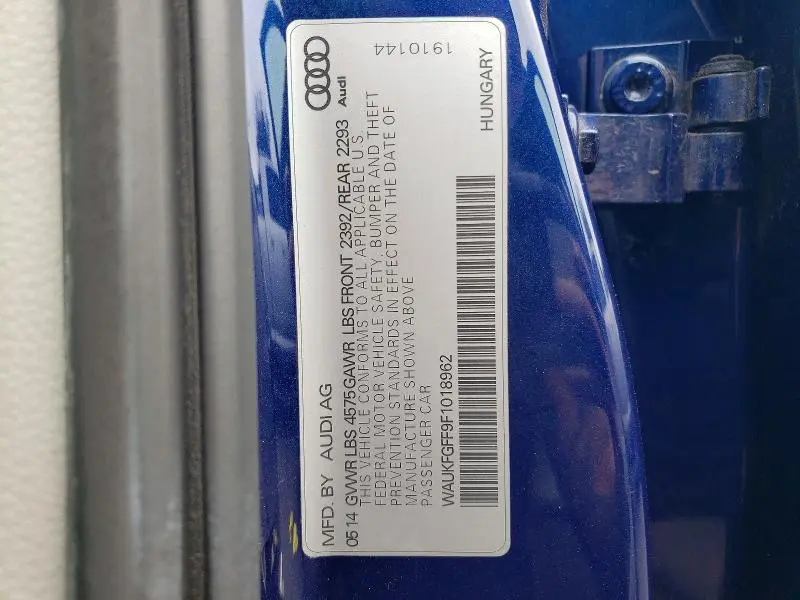 MFD. BY AUDI AG
0514 GVWR LBS 4575 GAWR LBS FRONT 2392/REAR 2293
Audi
THIS VEHICLE CONFORMS TO ALL APPLICABLE U.S.
FEDERAL MOTOR VEHICLE SAFETY, BUMPER AND THEFT
PREVENTION STANDARDS IN EFFECT ON THE DATE OF
MANUFACTURE SHOWN ABOVE
PASSENGER CAR
WAUKFGFF9F1018962
1910144
HUNGARY